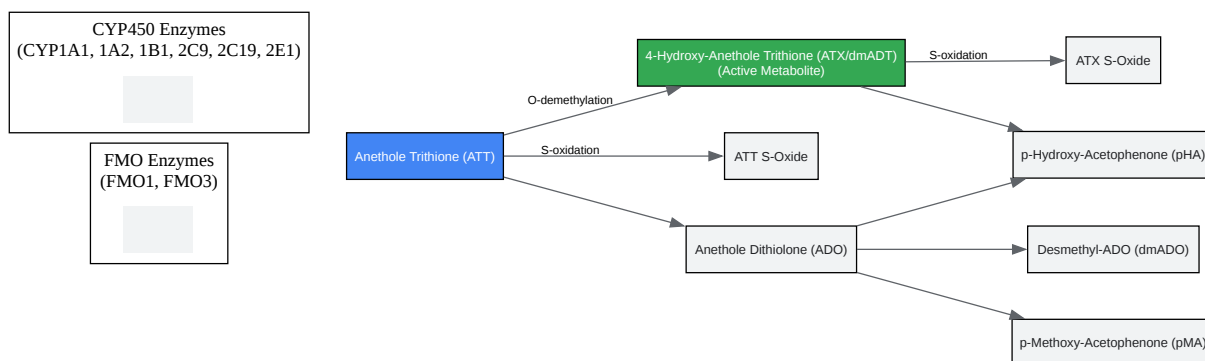 CYP450 Enzymes
(CYP1A1, 1A2, 1B1, 2C9, 2C19, 2E1)
FMO Enzymes
(FMO1, FMO3)
Anethole Trithione (ATT)
O-demethylation
S-oxidation
4-Hydroxy-Anethole Trithione (ATX/dmADT)
(Active Metabolite)
ATT S-Oxide
Anethole Dithiolone (ADO)
S-oxidation
ATX S-Oxide
p-Hydroxy-Acetophenone (pHA)
Desmethyl-ADO (dmADO)
p-Methoxy-Acetophenone (pMA)